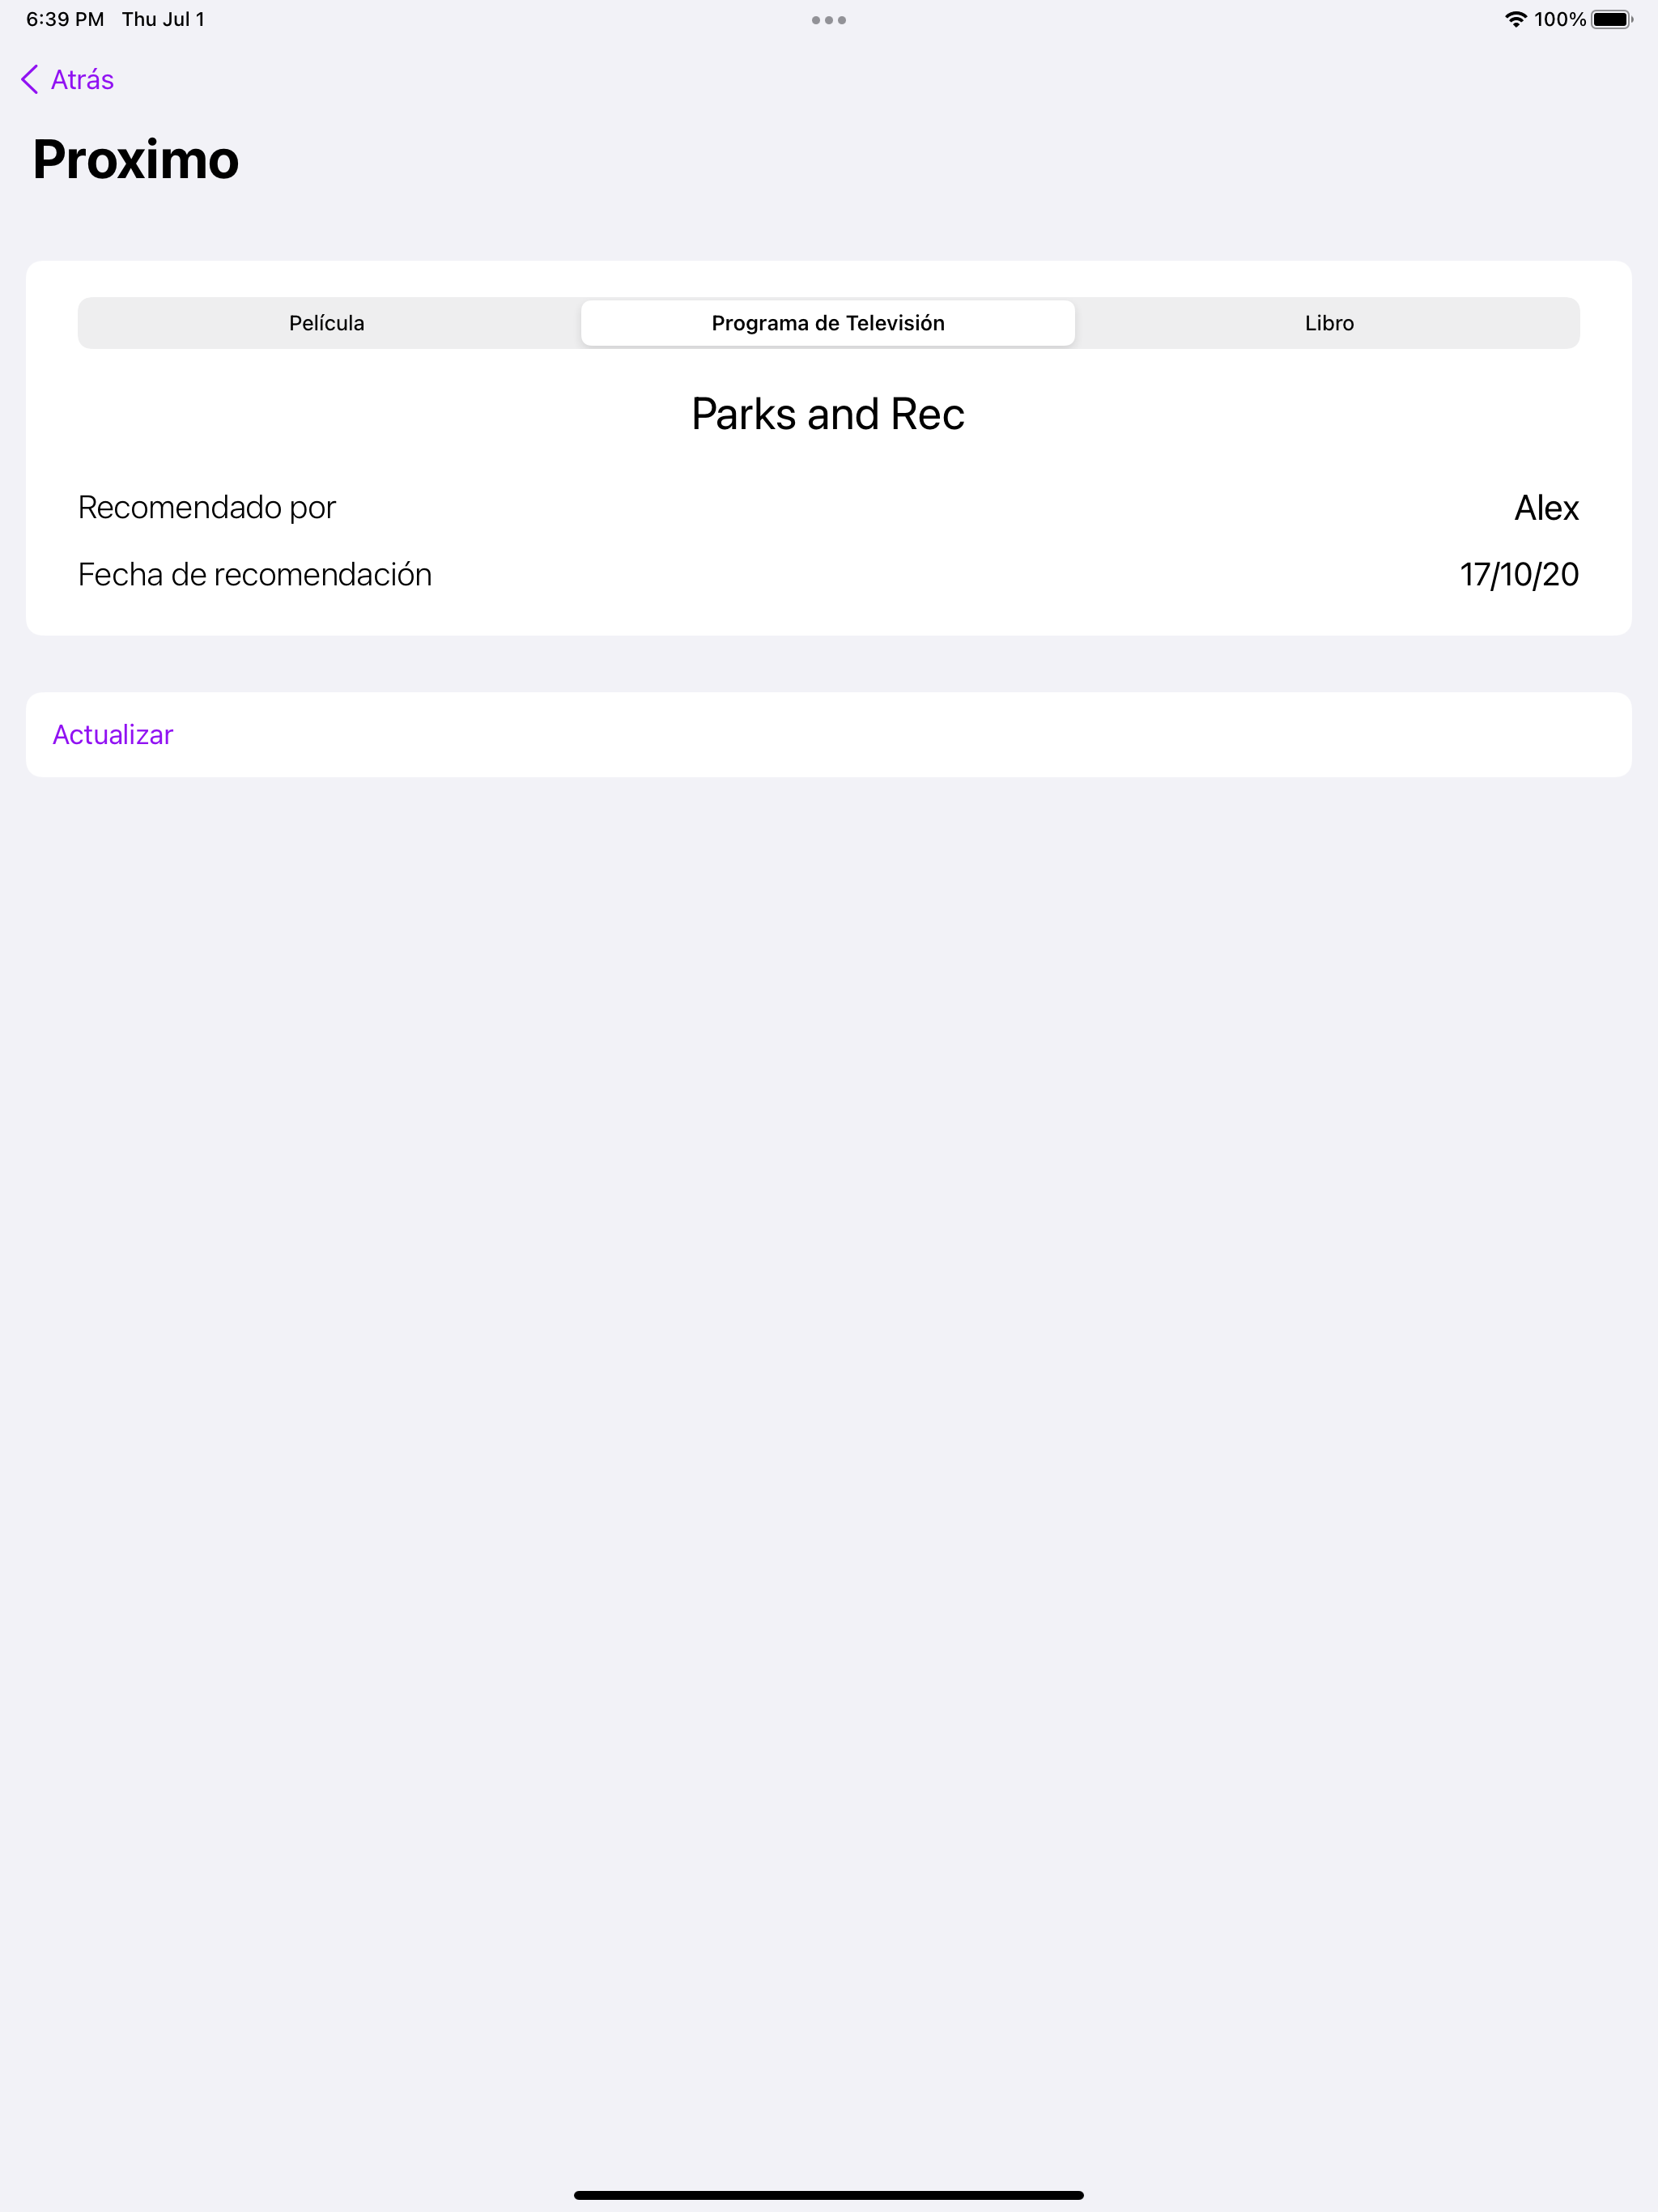 6:39 PM Thu Jul 1 100%
Atrás
Proximo
Película Programa de Televisión Libro
Parks and Rec
Recomendado por Alex
Fecha de recomendación 17/10/20
Actualizar